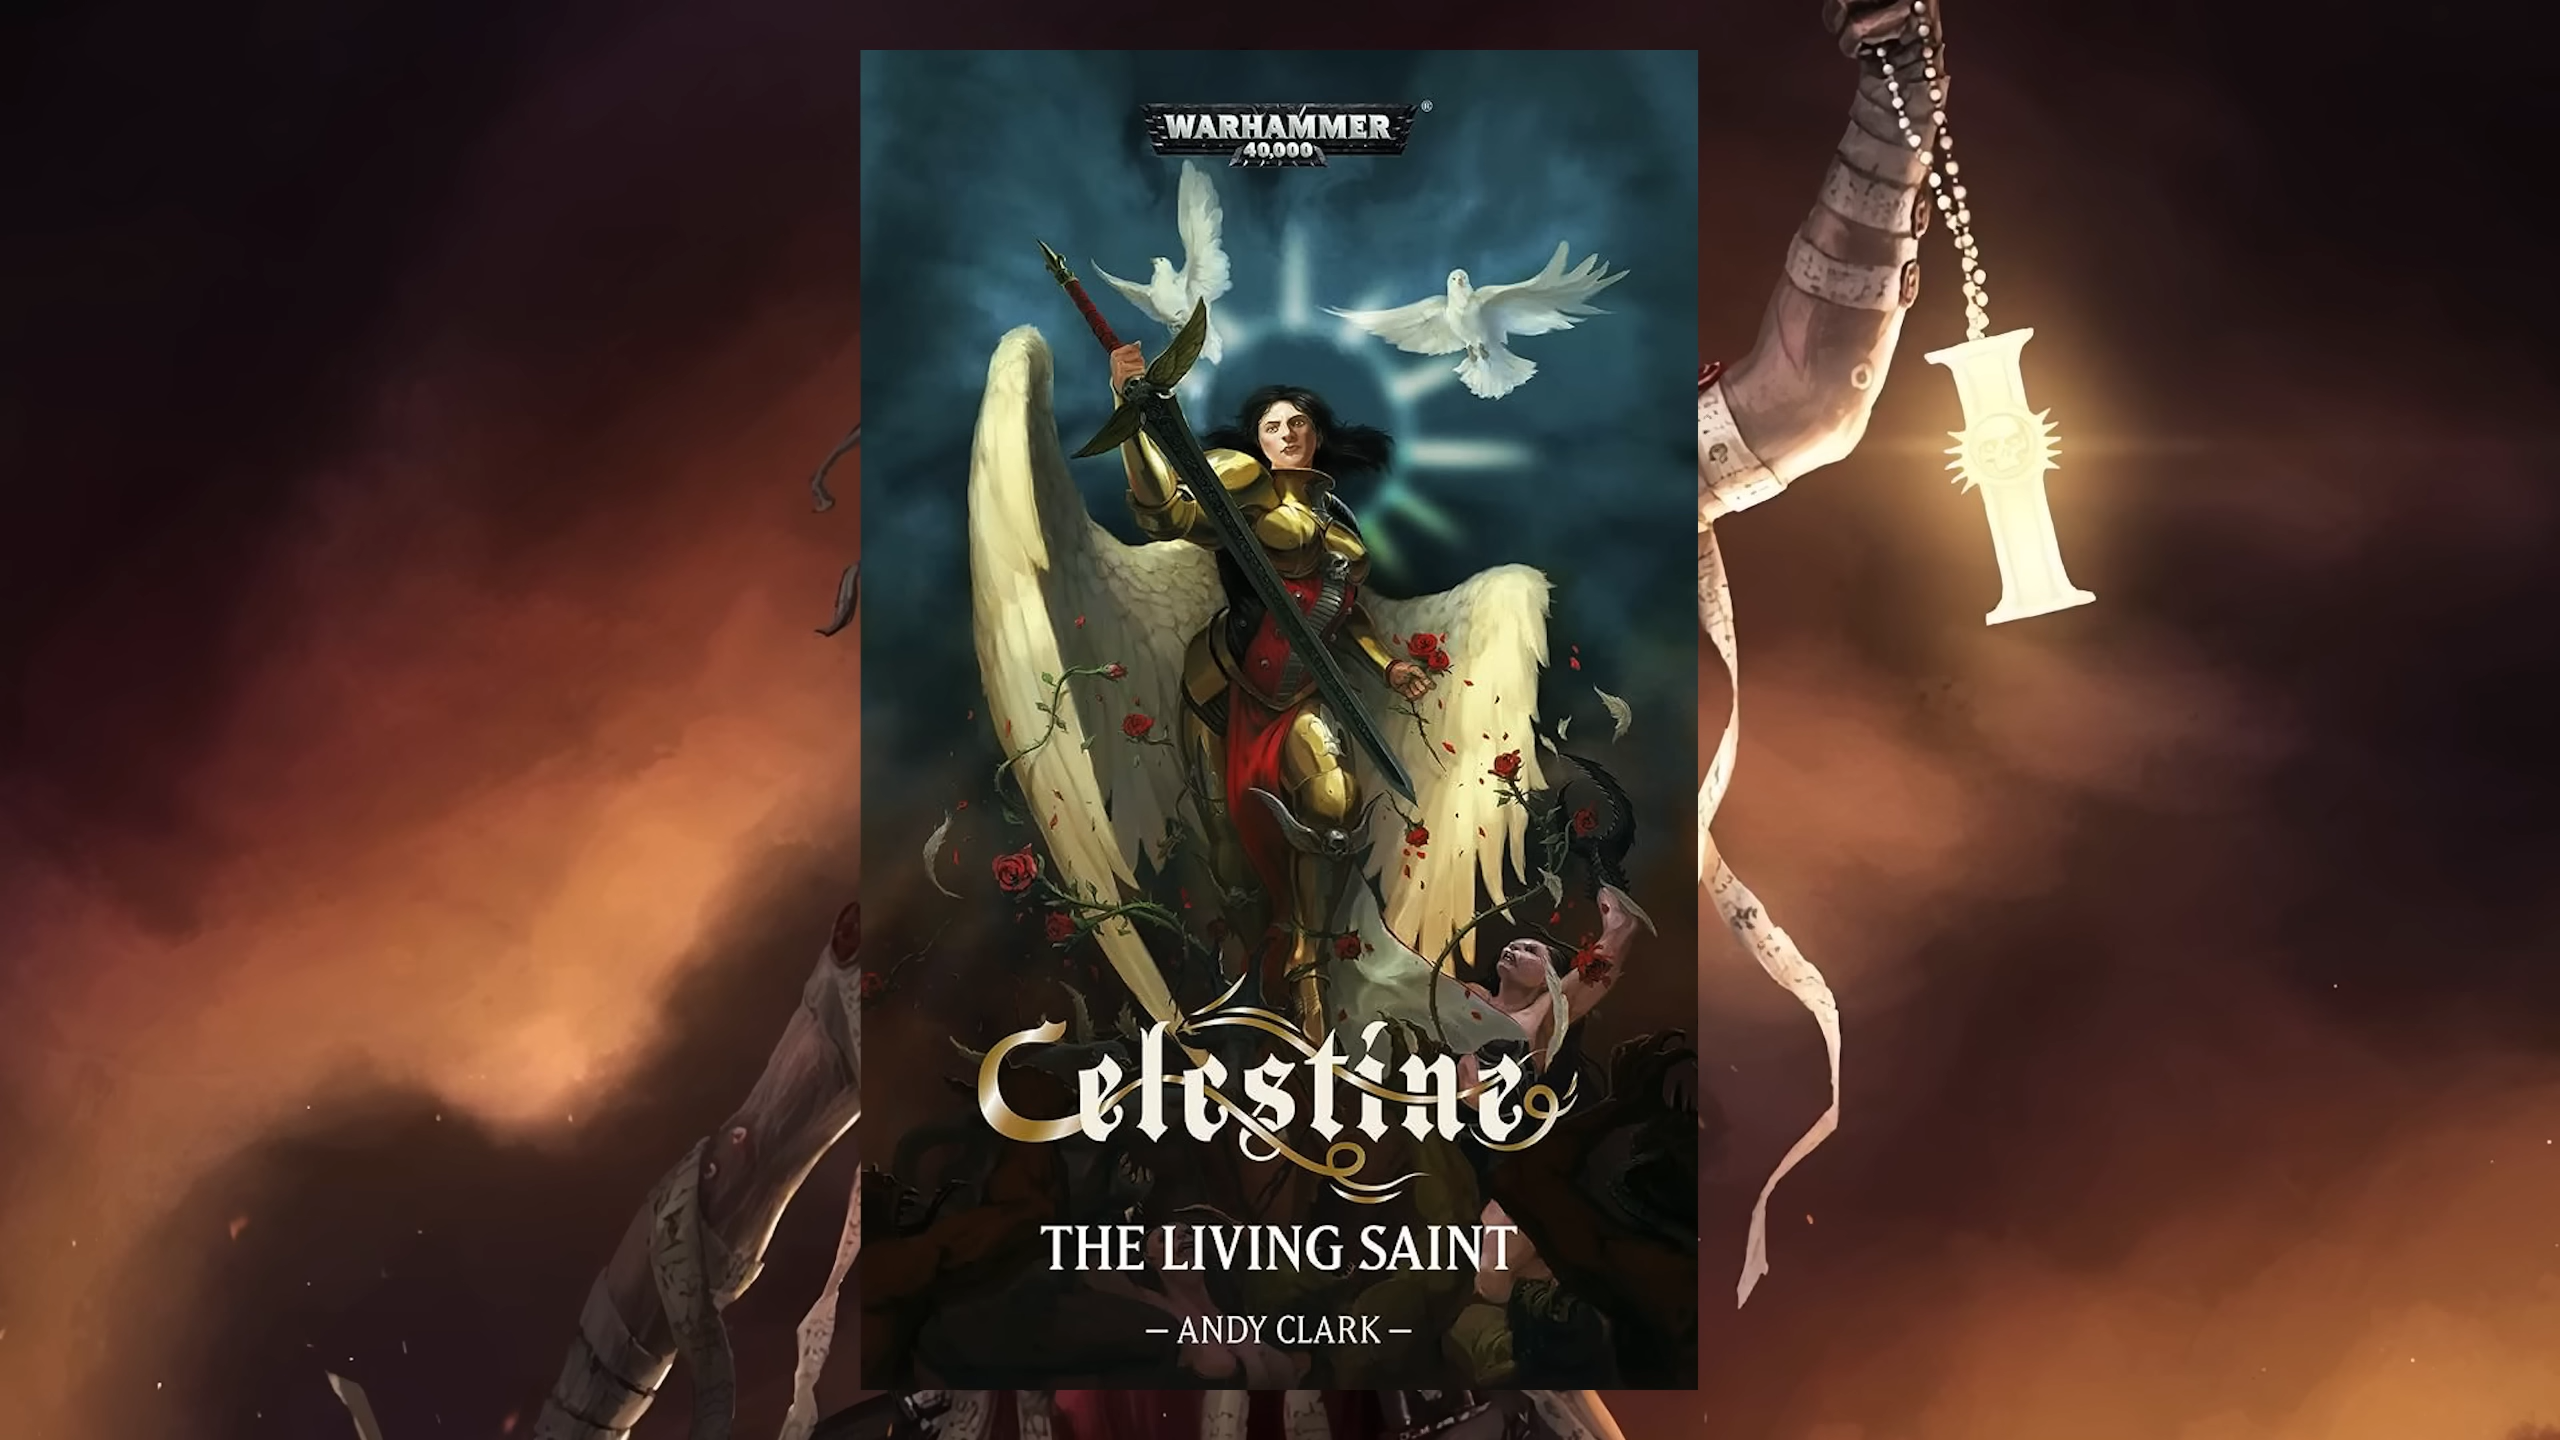 WARHAMMER®
40,000
Celestine
THE LIVING SAINT
— ANDY CLARK —